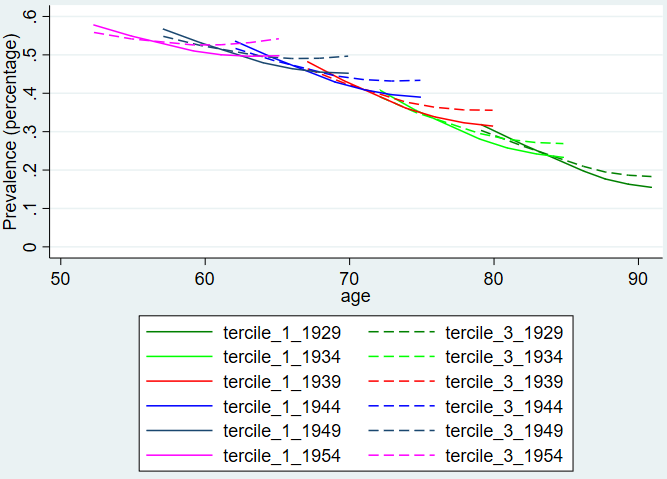 Prevalence (percentage)
.6
.5
.4
.3
.2
.1
0
50 60 70 80 90
age
tercile_1_1929 tercile_3_1929
tercile_1_1934 tercile_3_1934
tercile_1_1939 tercile_3_1939
tercile_1_1944 tercile_3_1944
tercile_1_1949 tercile_3_1949
tercile_1_1954 tercile_3_1954